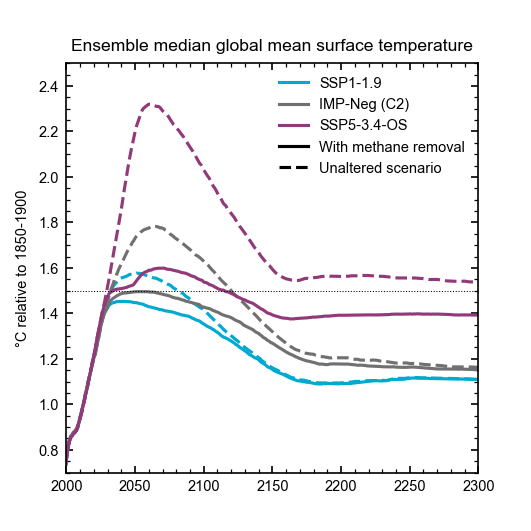 Ensemble median global mean surface temperature
SSP1-1.9
IMP-Neg (C2)
SSP5-3.4-OS
With methane removal
Unaltered scenario
°C relative to 1850-1900
2.4
2.2
2.0
1.8
1.6
1.4
1.2
1.0
0.8
2000 2050 2100 2150 2200 2250 2300